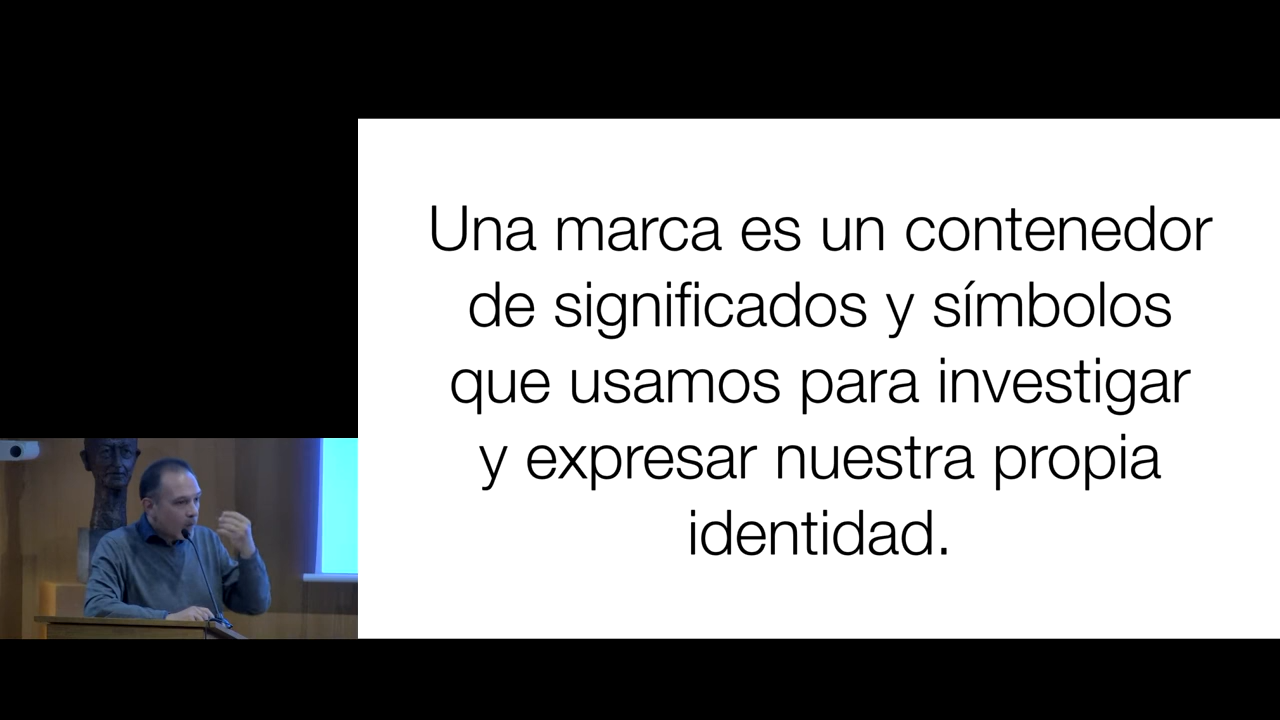 Una marca es un contenedor
de significados y símbolos
que usamos para investigar
y expresar nuestra propia
identidad.